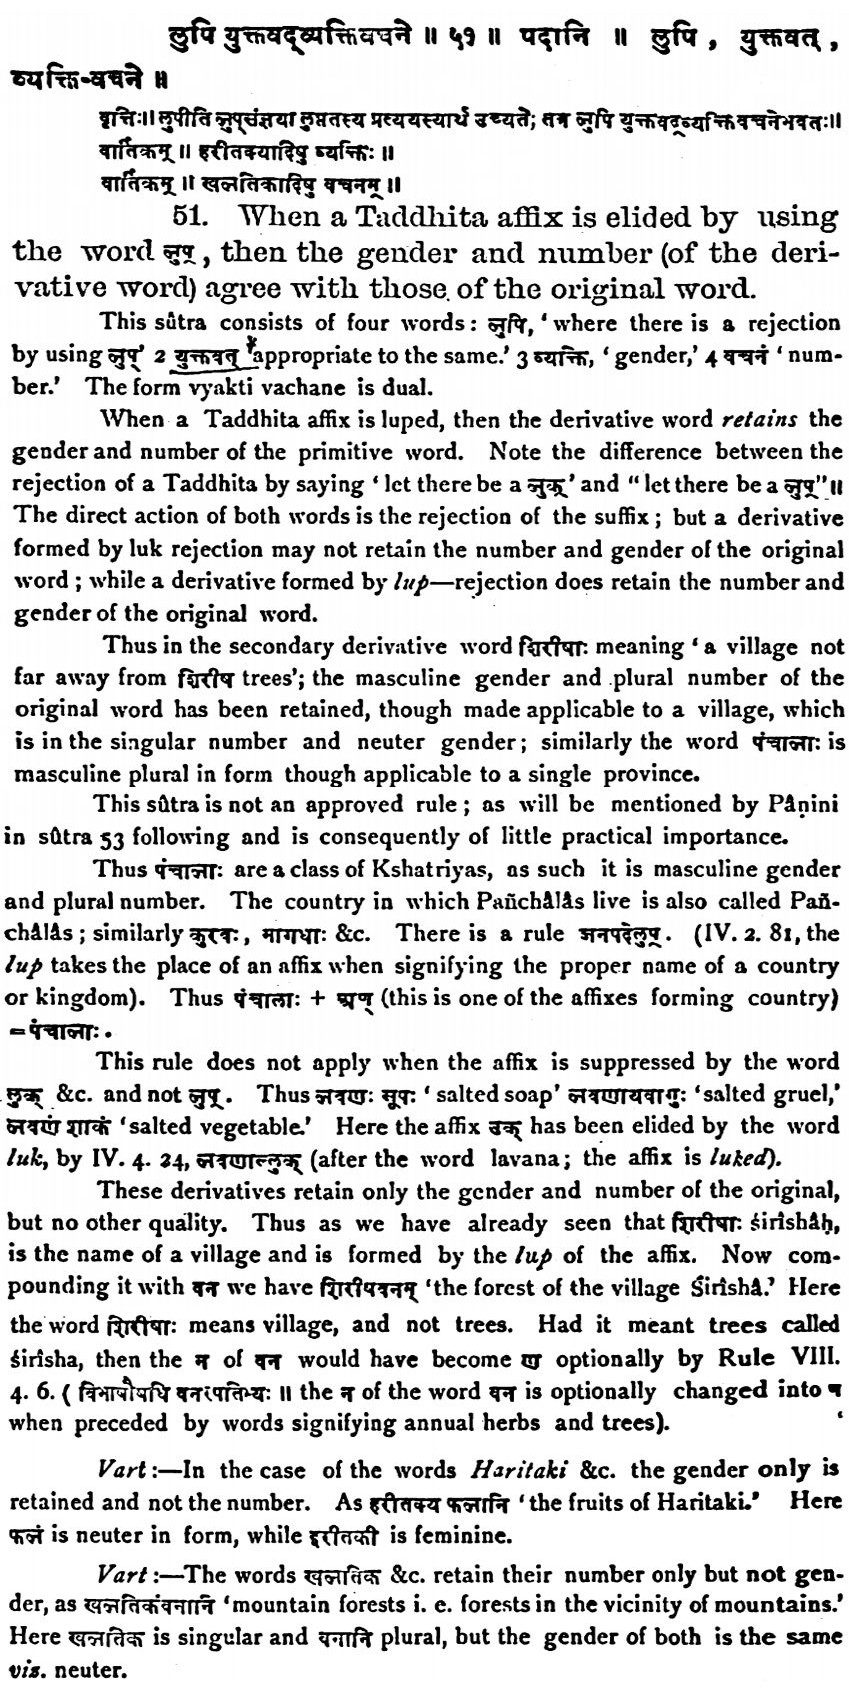 लुपि युक्तवद्व्यक्तिवचने ॥ ५१ ॥ पदानि ॥ लुपि , युक्तवत् ,
व्यक्ति-वचने ॥
वृत्तिः॥ लुपीति लुप्संज्ञया लुप्तस्य प्रत्ययस्यार्थ उच्यते; तत्र लुपि युक्तवद्व्यक्तिवचनेभवतः॥
वार्तिकम् ॥ हरीतक्यादिषु व्यक्तिः ॥
वार्तिकम् ॥ खलतिकादिषु वचनम् ॥
51. When a Taddhita affix is elided by using
the word लुप्, then the gender and number (of the deri-
vative word) agree with those of the original word.
This sûtra consists of four words: लुपि, ‘where there is a rejection
by using लुप्’ 2 युक्तवत् ‘appropriate to the same.’ 3 व्यक्ति, ‘gender,’ 4 वचनं ‘num-
ber.’ The form vyakti vachane is dual.
When a Taddhita affix is luped, then the derivative word retains the
gender and number of the primitive word. Note the difference between the
rejection of a Taddhita by saying ‘let there be a लुक्’ and “let there be a लुप्”॥
The direct action of both words is the rejection of the suffix; but a derivative
formed by luk rejection may not retain the number and gender of the original
word; while a derivative formed by lup—rejection does retain the number and
gender of the original word.
Thus in the secondary derivative word शिरीषाः meaning ‘a village not
far away from शिरीष trees’; the masculine gender and plural number of the
original word has been retained, though made applicable to a village, which
is in the singular number and neuter gender; similarly the word पंचालाः is
masculine plural in form though applicable to a single province.
This sûtra is not an approved rule; as will be mentioned by Pâṇini
in sûtra 53 following and is consequently of little practical importance.
Thus पंचालाः are a class of Kshatriyas, as such it is masculine gender
and plural number. The country in which Pañchâlâs live is also called Pañ-
châlâs; similarly कुरवः, मागधाः &c. There is a rule जनपदेलुप्. (IV. 2. 81, the
lup takes the place of an affix when signifying the proper name of a country
or kingdom). Thus पंचालाः + अण् (this is one of the affixes forming country)
=पंचालाः.
This rule does not apply when the affix is suppressed by the word
लुक् &c. and not लुप्. Thus लवणः सूपः ‘salted soap’ लवणायवागुः ‘salted gruel,’
लवणं शाकं ‘salted vegetable.’ Here the affix ठक् has been elided by the word
luk, by IV. 4. 24, लवणाल्लुक् (after the word lavana; the affix is luked).
These derivatives retain only the gender and number of the original,
but no other quality. Thus as we have already seen that शिरीषाः śirîshâḥ,
is the name of a village and is formed by the lup of the affix. Now com-
pounding it with वन we have शिरीषवनम् ‘the forest of the village Śirîshâ.’ Here
the word शिरीषाः means village, and not trees. Had it meant trees called
śirîsha, then the न of वन would have become ण optionally by Rule VIII.
4. 6. ( विभाषौषधि वनस्पतिभ्यः ॥ the न of the word वन is optionally changed into ण
when preceded by words signifying annual herbs and trees).
Vart:—In the case of the words Haritaki &c. the gender only is
retained and not the number. As हरीतक्य फलानि ‘the fruits of Haritaki.’ Here
फलं is neuter in form, while हरीतकी is feminine.
Vart:—The words खलतिक &c. retain their number only but not gen-
der, as खलतिकंवनानि ‘mountain forests i. e. forests in the vicinity of mountains.’
Here खलतिक is singular and वनानि plural, but the gender of both is the same
vis. neuter.